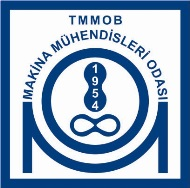 TMMOB
MAKİNA MÜHENDİSLERİ ODASI
1954